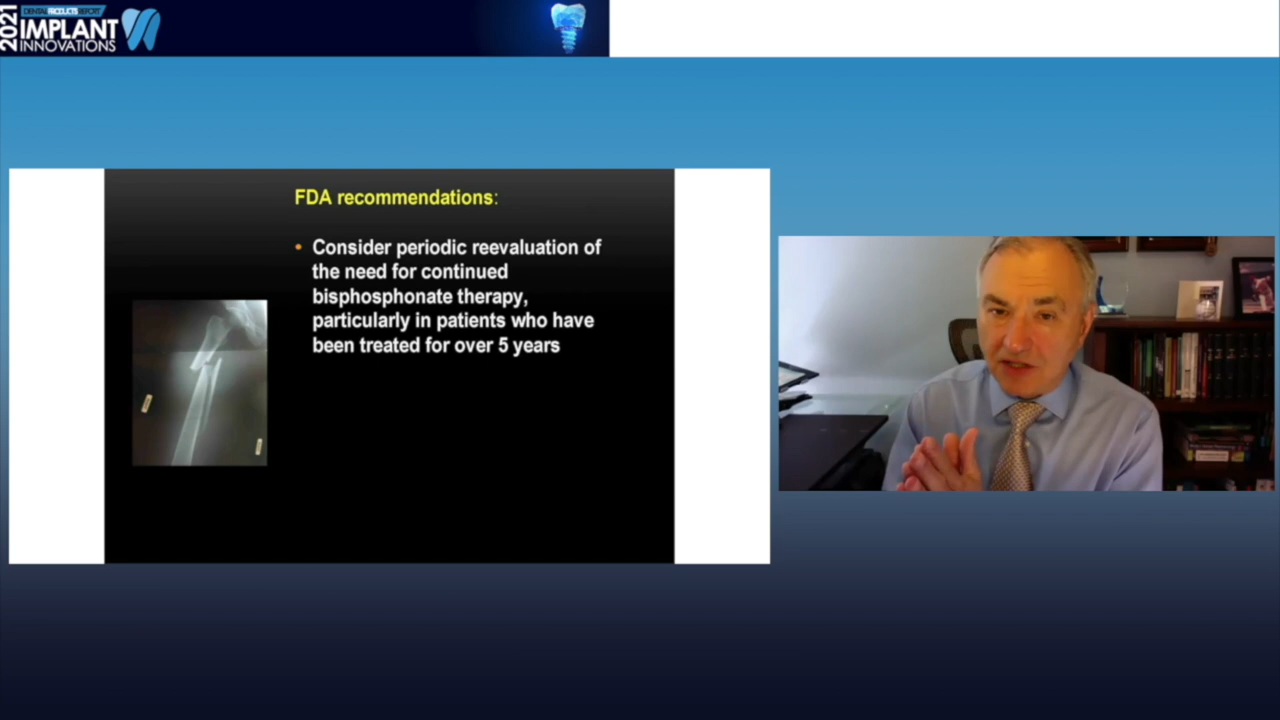 2021
DENTAL PRODUCTS REPORT
IMPLANT
INNOVATIONS
FDA recommendations:
• Consider periodic reevaluation of
the need for continued
bisphosphonate therapy,
particularly in patients who have
been treated for over 5 years